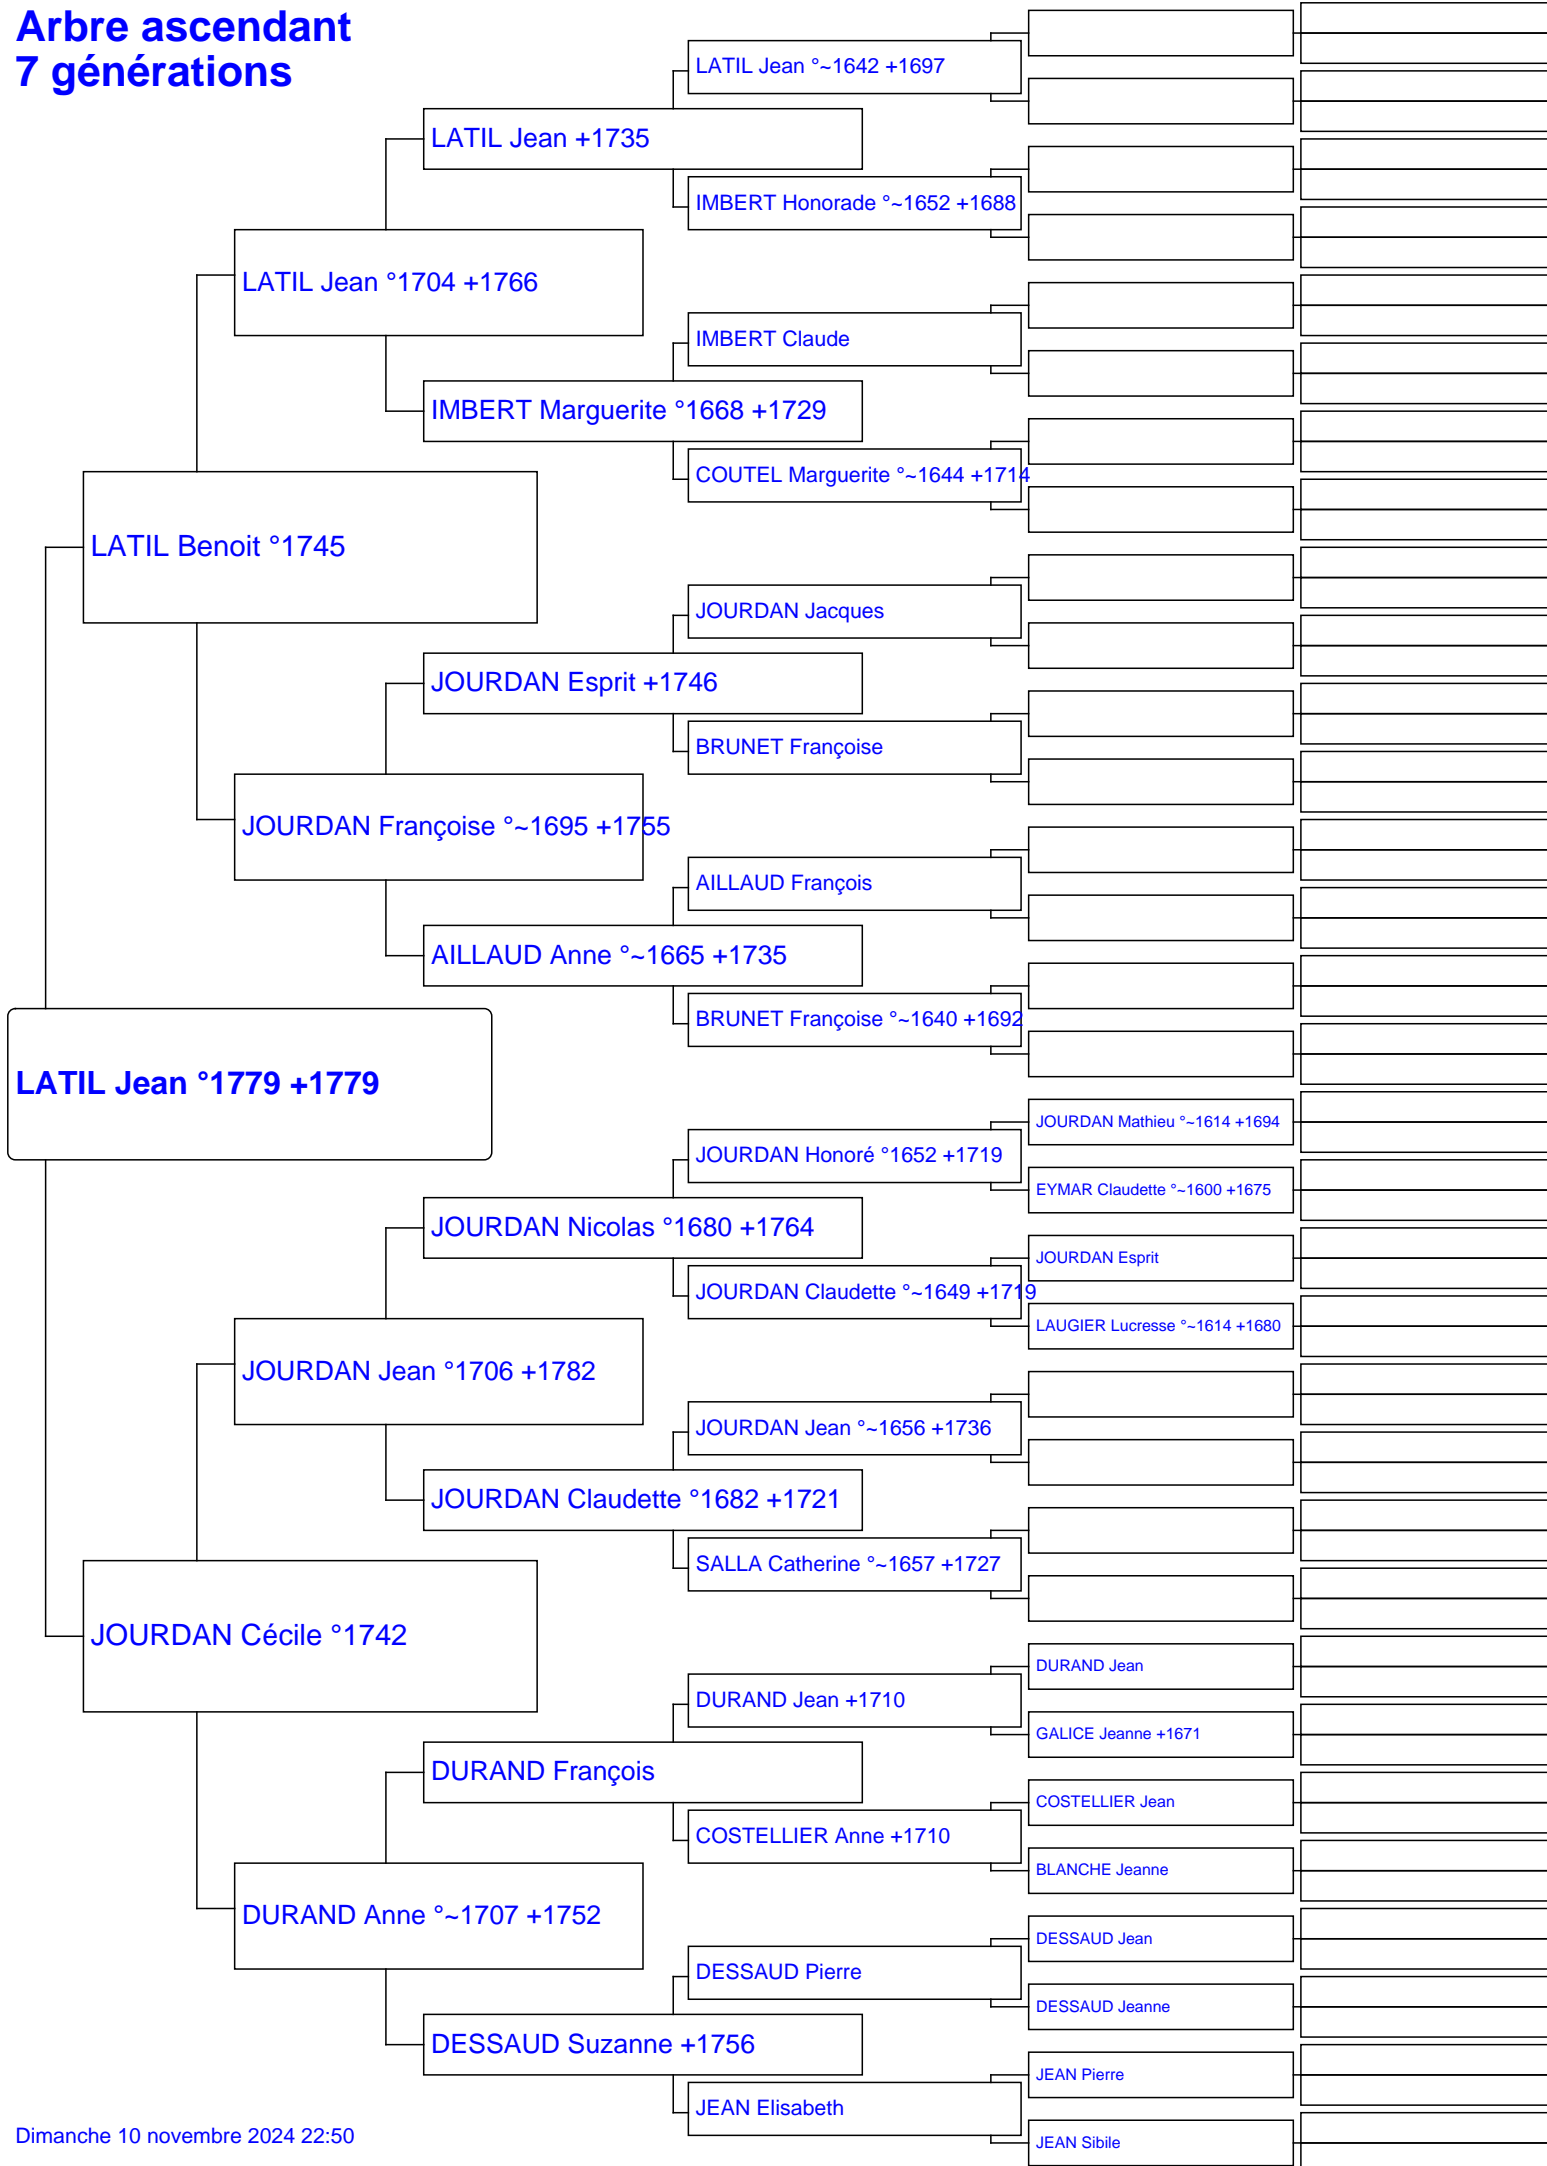 Arbre ascendant
7 générations
LATIL Jean °~1642 +1697
LATIL Jean +1735
IMBERT Honorade °~1652 +1688
LATIL Jean °1704 +1766
IMBERT Claude
IMBERT Marguerite °1668 +1729
COUTEL Marguerite °~1644 +1714
LATIL Benoit °1745
JOURDAN Jacques
JOURDAN Esprit +1746
BRUNET Françoise
JOURDAN Françoise °~1695 +1755
AILLAUD François
AILLAUD Anne °~1665 +1735
BRUNET Françoise °~1640 +1692
LATIL Jean °1779 +1779
JOURDAN Mathieu °~1614 +1694
JOURDAN Honoré °1652 +1719
EYMAR Claudette °~1600 +1675
JOURDAN Nicolas °1680 +1764
JOURDAN Esprit
JOURDAN Claudette °~1649 +1719
LAUGIER Lucresse °~1614 +1680
JOURDAN Jean °1706 +1782
JOURDAN Jean °~1656 +1736
JOURDAN Claudette °1682 +1721
SALLA Catherine °~1657 +1727
JOURDAN Cécile °1742
DURAND Jean
DURAND Jean +1710
GALICE Jeanne +1671
DURAND François
COSTELLIER Jean
COSTELLIER Anne +1710
BLANCHE Jeanne
DURAND Anne °~1707 +1752
DESSAUD Jean
DESSAUD Pierre
DESSAUD Jeanne
DESSAUD Suzanne +1756
JEAN Pierre
JEAN Elisabeth
JEAN Sibile
Dimanche 10 novembre 2024 22:50